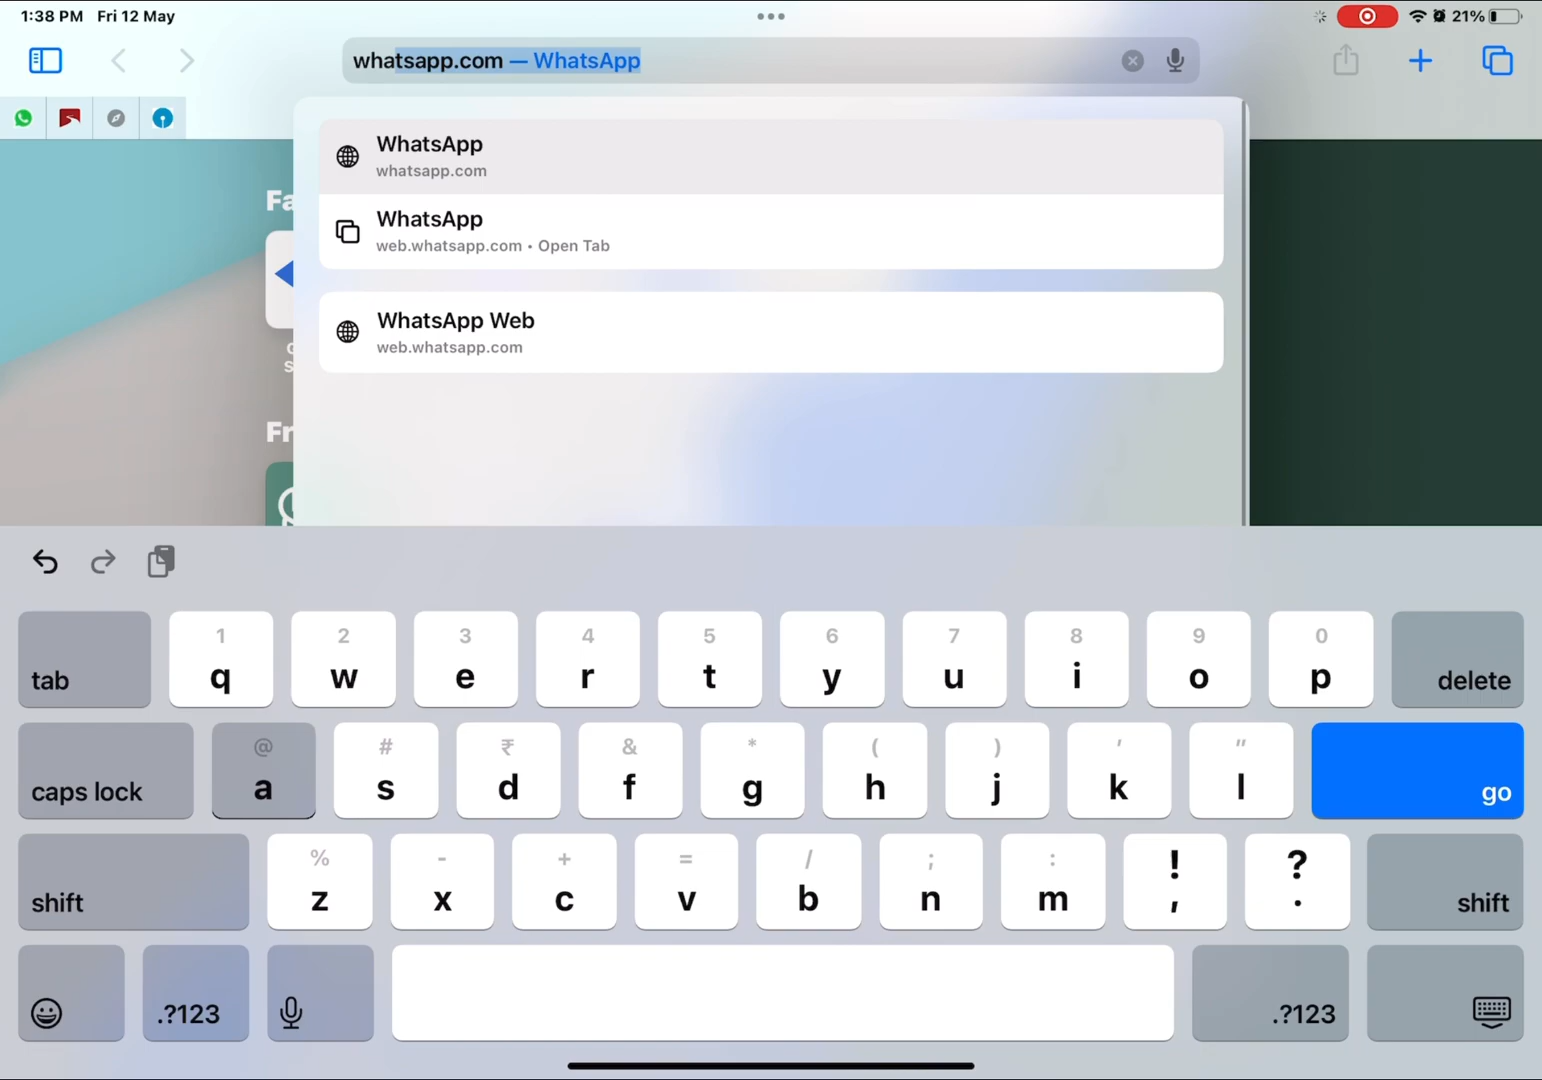 1:38 PM Fri 12 May
21%
whatsapp.com — WhatsApp
WhatsApp
whatsapp.com
WhatsApp
web.whatsapp.com • Open Tab
WhatsApp Web
web.whatsapp.com
Fa
Fr
tab
1 2 3 4 5 6 7 8 9 0
q w e r t y u i o p
delete
caps lock
@ # ₹ & * ( ) ' "
a s d f g h j k l
go
shift
% - + = / ; : ! ?
z x c v b n m , .
shift
.?123
.?123